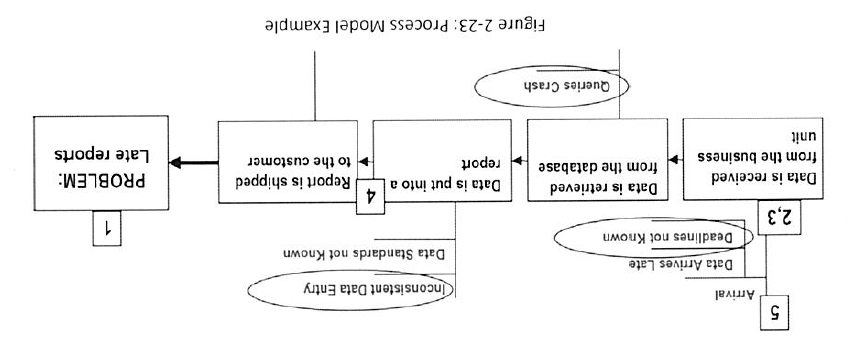 5
Arrival
Inconsistent Data Entry
Data Arrives Late
Data Standards not Known
Deadlines not Known
1
2,3
4
Data is received
from the business
unit
Data is retrieved
from the database
Data is put into a
report
Report is shipped
to the customer
PROBLEM:
Late reports
Queries Crash
Figure 2-23: Process Model Example